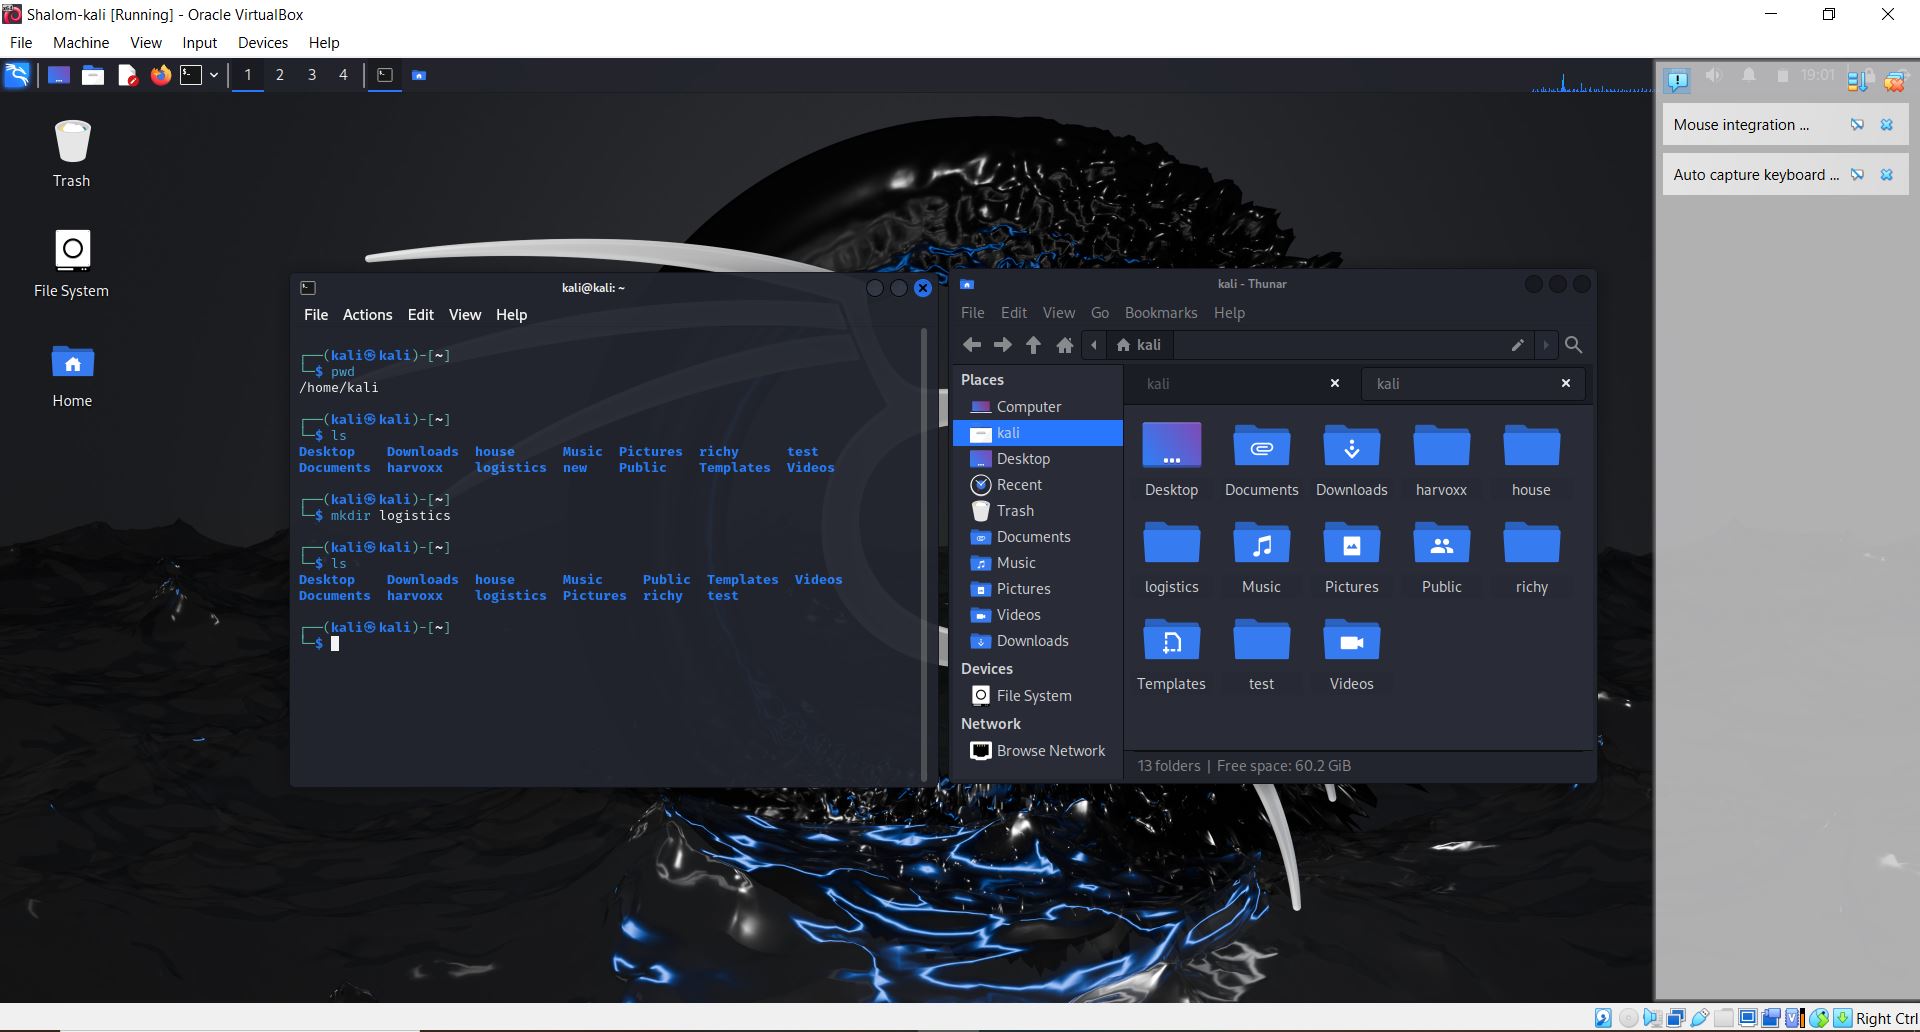 Shalom-kali [Running] - Oracle VirtualBox
File Machine View Input Devices Help
1 2 3 4
19:01
Mouse integration ...
Auto capture keyboard ...
Trash
File System
Home
kali@kali: ~
File Actions Edit View Help
┌──(kali㉿kali)-[~]
└─$ pwd
/home/kali
┌──(kali㉿kali)-[~]
└─$ ls
Desktop Downloads house Music Pictures richy test
Documents harvoxx logistics new Public Templates Videos
┌──(kali㉿kali)-[~]
└─$ mkdir logistics
┌──(kali㉿kali)-[~]
└─$ ls
Desktop Downloads house Music Public Templates Videos
Documents harvoxx logistics Pictures richy test
┌──(kali㉿kali)-[~]
└─$
kali - Thunar
File Edit View Go Bookmarks Help
kali
Places
Computer
kali
Desktop
Recent
Trash
Documents
Music
Pictures
Videos
Downloads
Devices
File System
Network
Browse Network
kali kali
Desktop Documents Downloads harvoxx house
logistics Music Pictures Public richy
Templates test Videos
13 folders | Free space: 60.2 GiB
Right Ctrl